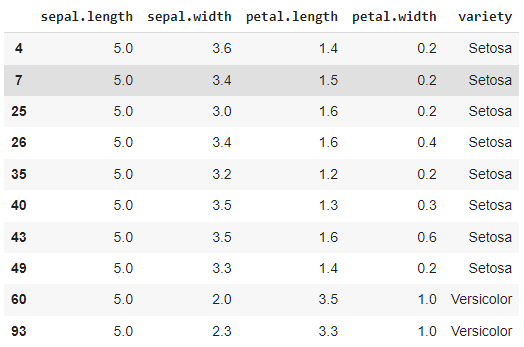 sepal.length sepal.width petal.length petal.width variety
4 5.0 3.6 1.4 0.2 Setosa
7 5.0 3.4 1.5 0.2 Setosa
25 5.0 3.0 1.6 0.2 Setosa
26 5.0 3.4 1.6 0.4 Setosa
35 5.0 3.2 1.2 0.2 Setosa
40 5.0 3.5 1.3 0.3 Setosa
43 5.0 3.5 1.6 0.6 Setosa
49 5.0 3.3 1.4 0.2 Setosa
60 5.0 2.0 3.5 1.0 Versicolor
93 5.0 2.3 3.3 1.0 Versicolor